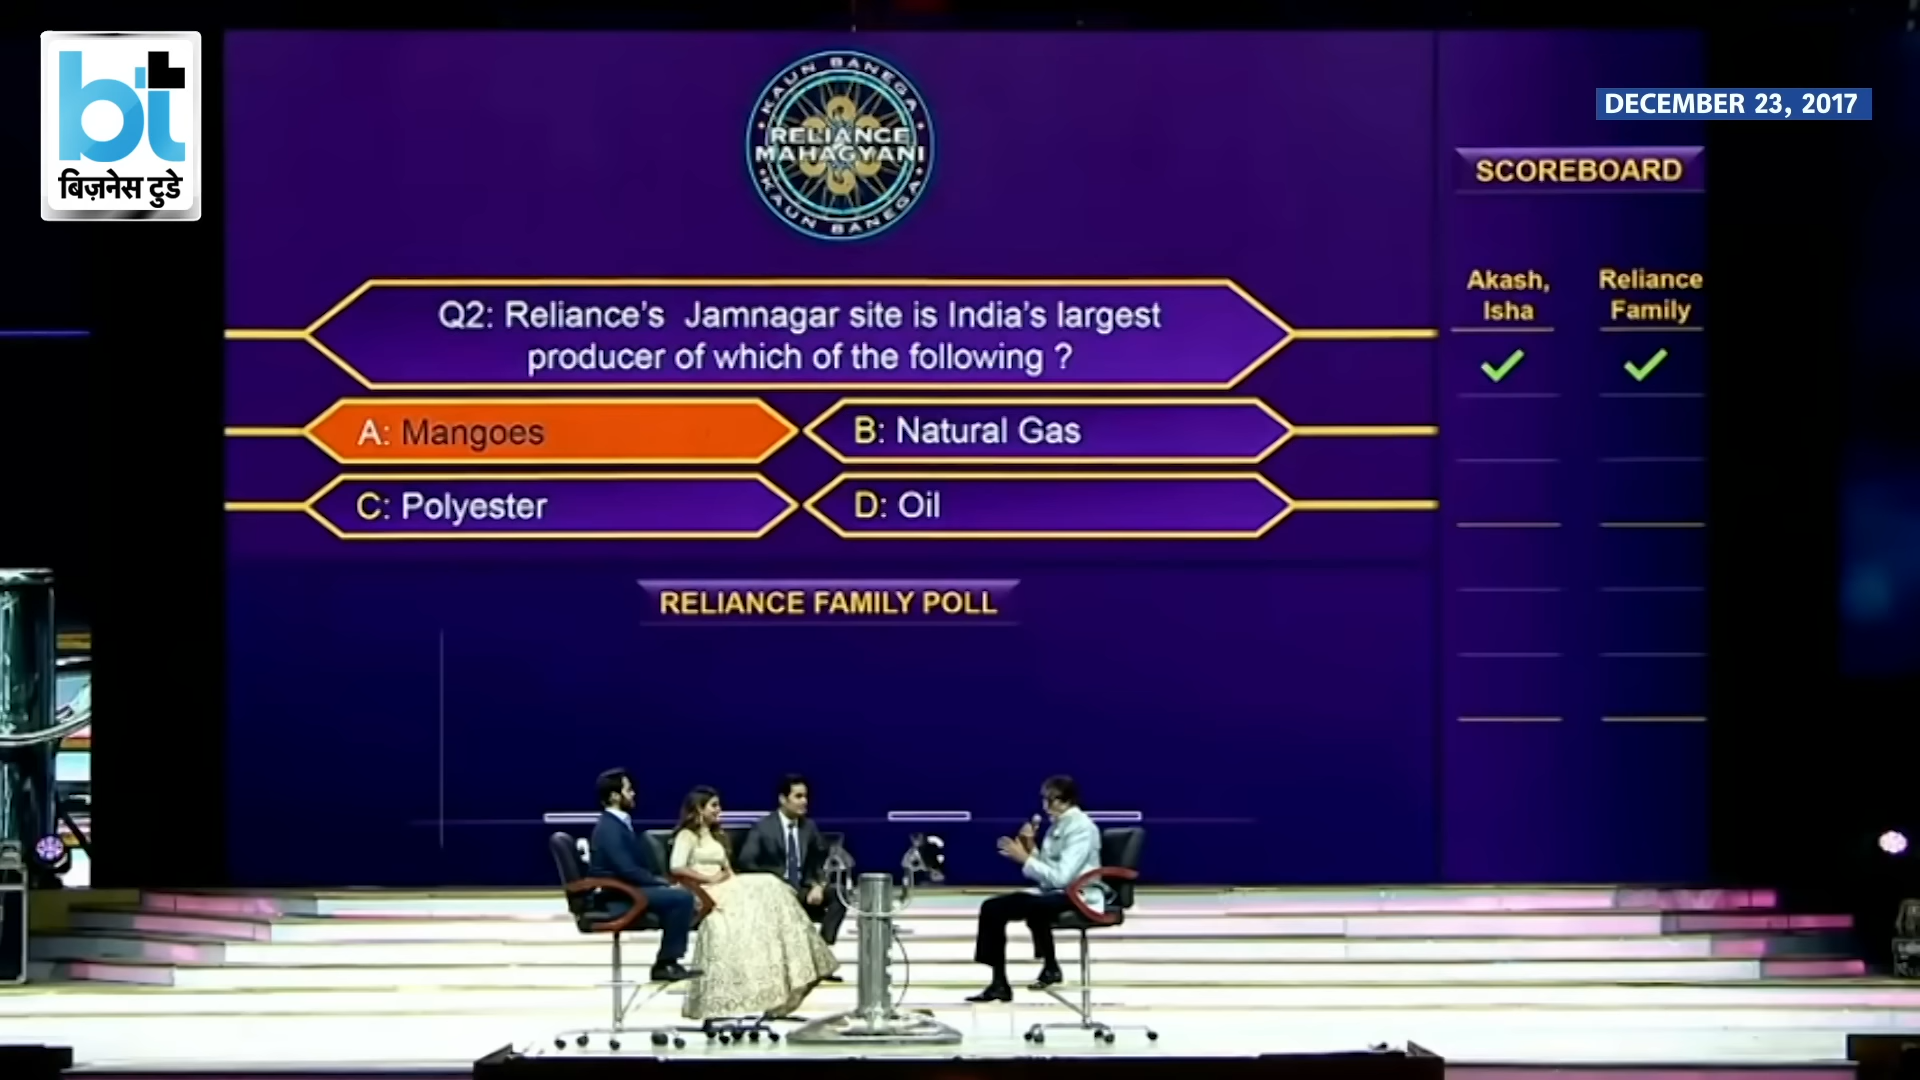 bt
बिज़नेस टुडे
DECEMBER 23, 2017
KAUN BANEGA
RELIANCE
MAHAGYANI
KAUN BANEGA
SCOREBOARD
Akash,
Isha
Reliance
Family
Q2: Reliance's Jamnagar site is India's largest
producer of which of the following ?
A: Mangoes
B: Natural Gas
C: Polyester
D: Oil
RELIANCE FAMILY POLL